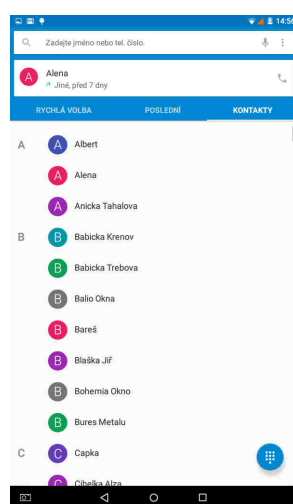 14:56
Zadejte jméno nebo tel. číslo.
A
Alena
Jiné, před 7 dny
RYCHLÁ VOLBA
POSLEDNÍ
KONTAKTY
A
A
Albert
A
Alena
A
Anicka Tahalova
B
B
Babicka Krenov
B
Babicka Trebova
B
Balio Okna
B
Bareš
B
Blaška Jiř
B
Bohemia Okno
B
Bures Metalu
C
C
Capka
C
Cihelka Alza